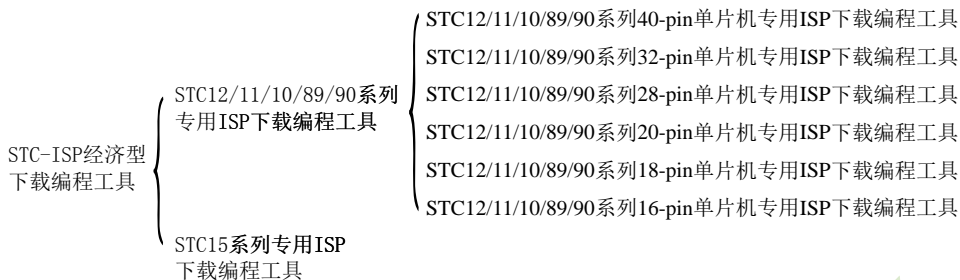 STC-ISP经济型
下载编程工具
STC12/11/10/89/90系列
专用ISP下载编程工具
STC12/11/10/89/90系列40-pin单片机专用ISP下载编程工具
STC12/11/10/89/90系列32-pin单片机专用ISP下载编程工具
STC12/11/10/89/90系列28-pin单片机专用ISP下载编程工具
STC12/11/10/89/90系列20-pin单片机专用ISP下载编程工具
STC12/11/10/89/90系列18-pin单片机专用ISP下载编程工具
STC12/11/10/89/90系列16-pin单片机专用ISP下载编程工具
STC15系列专用ISP
下载编程工具